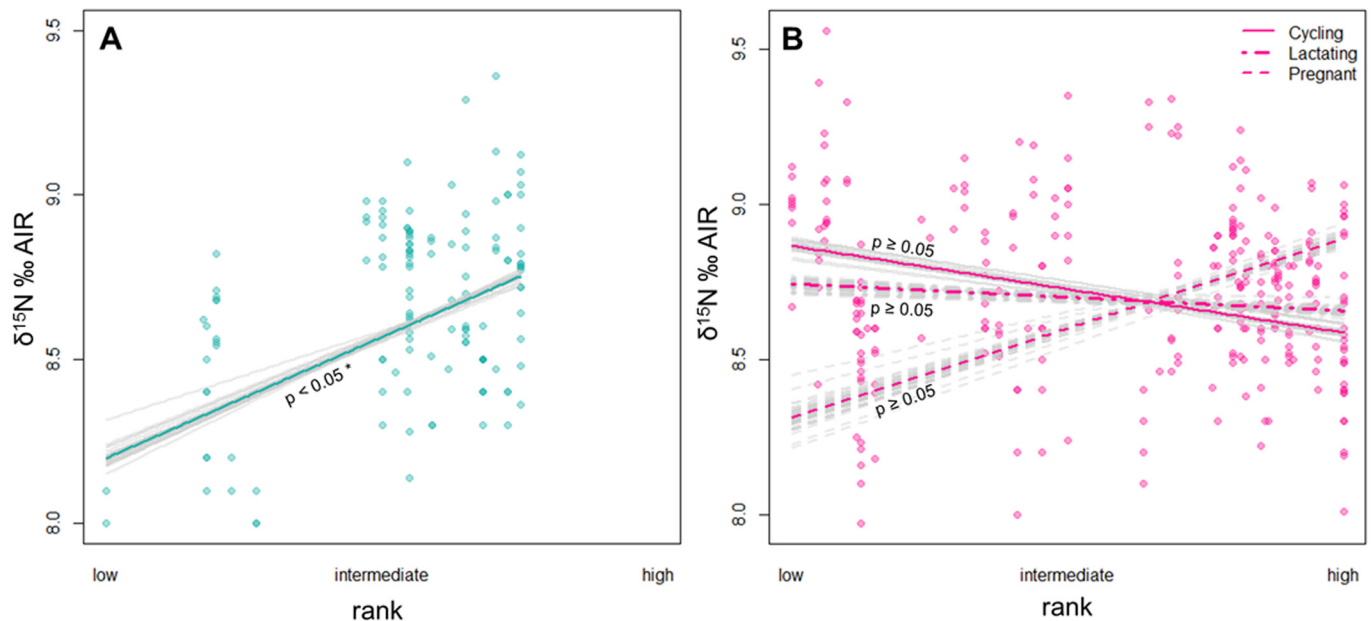 A
9.5
9.0
8.5
8.0
δ¹⁵N ‰ AIR
p < 0.05 *
low intermediate high
rank
B
Cycling
Lactating
Pregnant
9.5
9.0
8.5
8.0
δ¹⁵N ‰ AIR
p ≥ 0.05
p ≥ 0.05
p ≥ 0.05
low intermediate high
rank